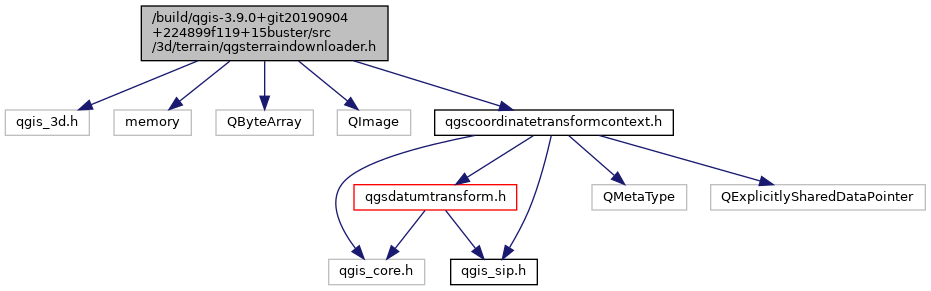 /build/qgis-3.9.0+git20190904
+224899f119+15buster/src
/3d/terrain/qgsterraindownloader.h
qgis_3d.h
memory
QByteArray
QImage
qgscoordinatetransformcontext.h
qgsdatumtransform.h
QMetaType
QExplicitlySharedDataPointer
qgis_core.h
qgis_sip.h